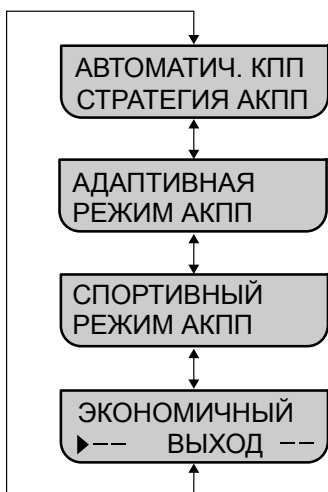 АВТОМАТИЧ. КПП
СТРАТЕГИЯ АКПП
АДАПТИВНАЯ
РЕЖИМ АКПП
СПОРТИВНЫЙ
РЕЖИМ АКПП
ЭКОНОМИЧНЫЙ
▶-- ВЫХОД --